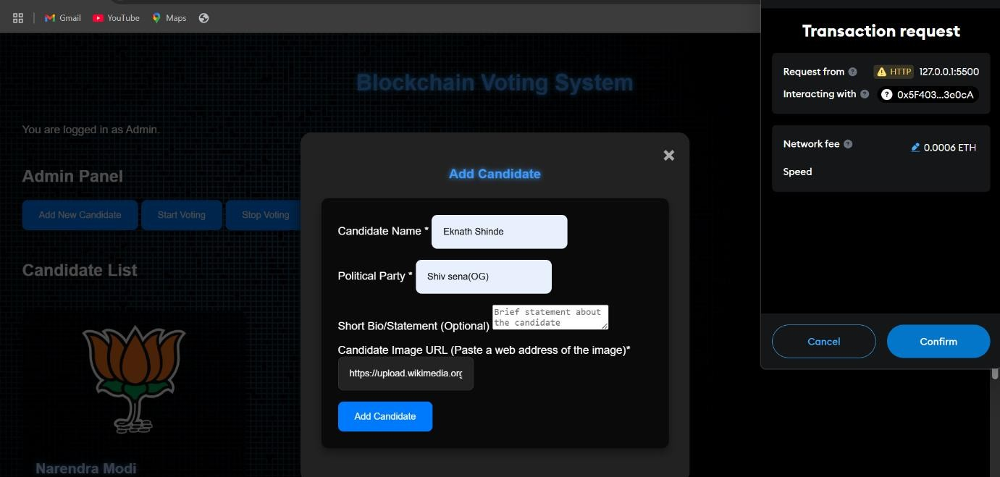 Gmail YouTube Maps
Blockchain Voting System
You are logged in as Admin.
Admin Panel
Add New Candidate Start Voting Stop Voting
Candidate List
Narendra Modi
Add Candidate
Candidate Name * Eknath Shinde
Political Party * Shiv sena(OG)
Short Bio/Statement (Optional) Brief statement about
the candidate
Candidate Image URL (Paste a web address of the image)*
https://upload.wikimedia.org
Add Candidate
Transaction request
Request from ? HTTP 127.0.0.1:5500
Interacting with ? ? 0x5F403...3e0cA
Network fee ? 0.0006 ETH
Speed
Cancel Confirm